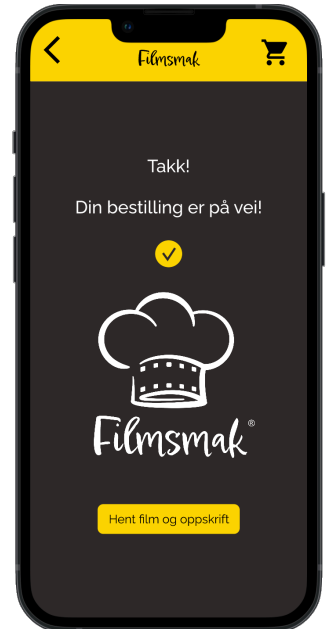 Filmsmak
Takk!
Din bestilling er på vei!
Filmsmak®
Hent film og oppskrift